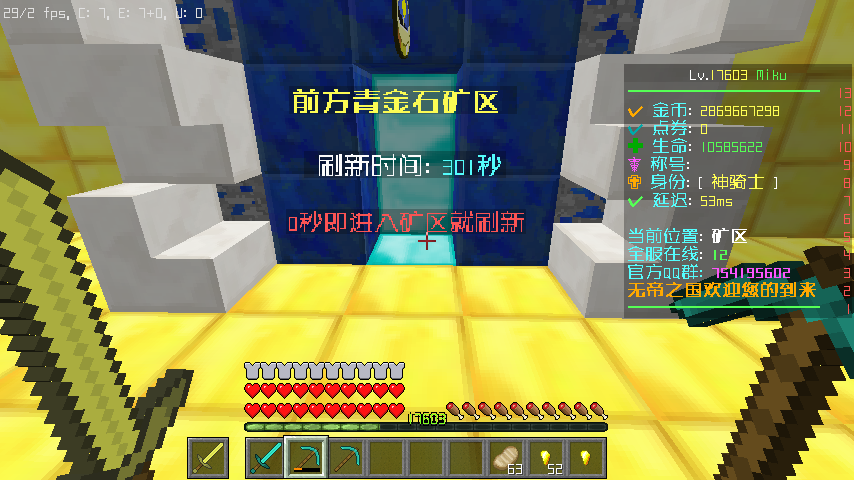 29/2 fps, C: 7, E: 7+0, U: 0
前方青金石矿区
刷新时间: 301秒
0秒即进入矿区就刷新
Lv.17603 Miku
金币: 2869667298
点券: 0
生命: 10585622
称号:
身份: [ 神骑士 ]
延迟: 53ms
当前位置: 矿区
全服在线: 12
官方QQ群: 754195602
无帝之国欢迎您的到来
13
12
11
10
9
8
7
6
5
4
3
2
1
17603
63
52